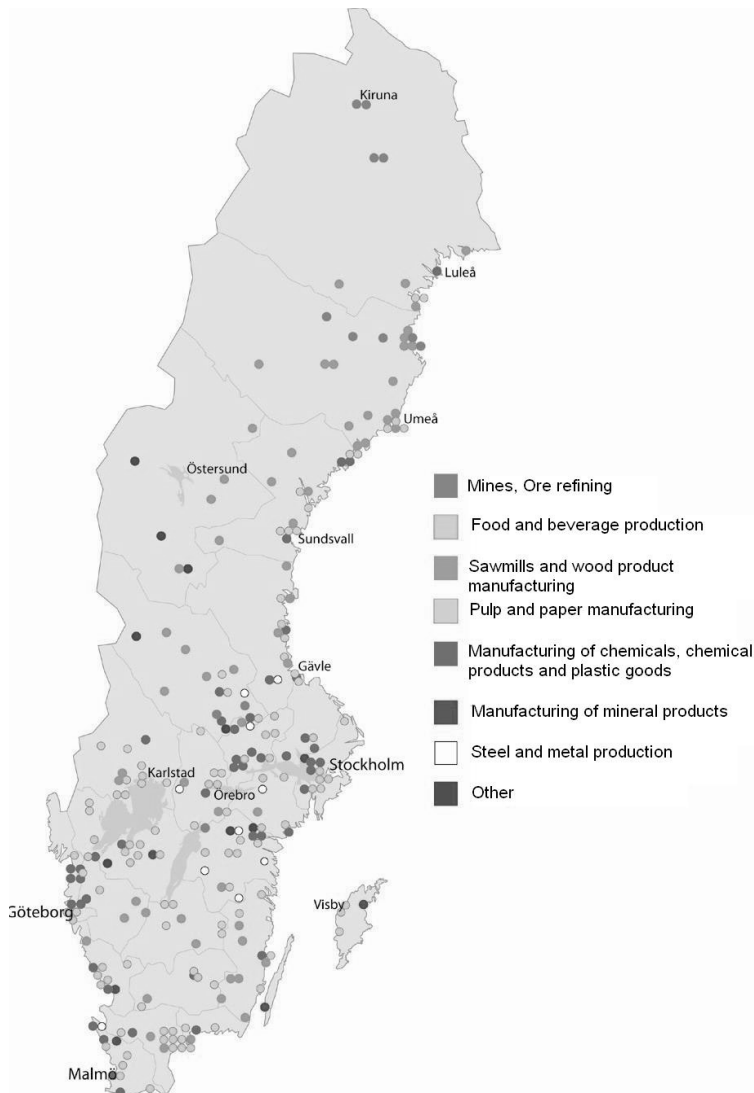 Kiruna
Luleå
Umeå
Östersund
Mines, Ore refining
Food and beverage production
Sundsvall
Sawmills and wood product
manufacturing
Pulp and paper manufacturing
Gävle
Manufacturing of chemicals, chemical
products and plastic goods
Manufacturing of mineral products
Steel and metal production
Stockholm
Karlstad
Örebro
Other
Visby
Göteborg
Malmö